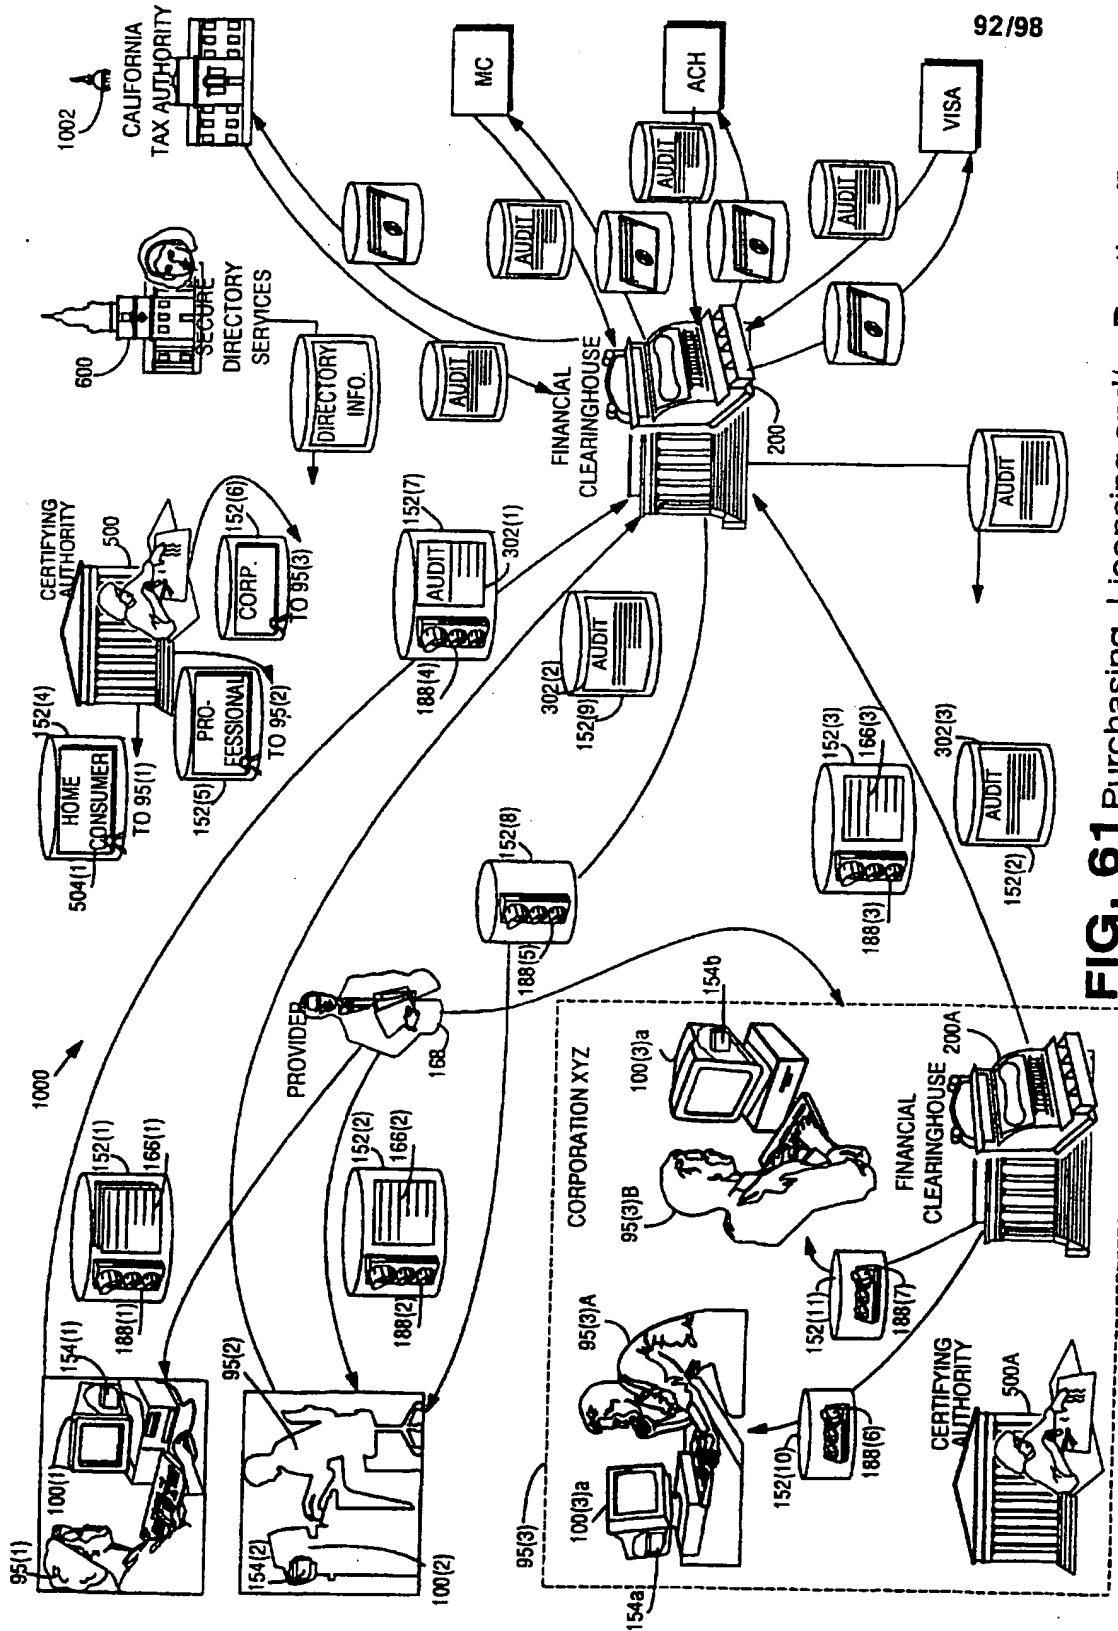 92/98
1000
95(1)
100(1)
154(1)
188(1)
152(1)
166(1)
PROVIDER
168
95(2)
154(2)
100(2)
188(2)
152(2)
166(2)
504(1)
HOME
CONSUMER
152(4)
TO 95(1)
CERTIFYING
AUTHORITY
500
PRO-
FESSIONAL
152(5)
TO 95(2)
CORP.
152(6)
TO 95(3)
600
SECURE
DIRECTORY
SERVICES
DIRECTORY
INFO.
1002
CALIFORNIA
TAX AUTHORITY
AUDIT
188(4)
AUDIT
152(7)
302(1)
188(5)
152(8)
302(2)
152(9)
AUDIT
FINANCIAL
CLEARINGHOUSE
200
MC
AUDIT
ACH
AUDIT
VISA
AUDIT
AUDIT
188(3)
152(3)
166(3)
152(2)
AUDIT
302(3)
95(3)
CORPORATION XYZ
100(3)a
154a
95(3)A
95(3)B
100(3)a
154b
152(10)
188(6)
152(11)
188(7)
FINANCIAL
CLEARINGHOUSE
200A
CERTIFYING
AUTHORITY
500A
FIG. 61 Purchasing, Licensing and/